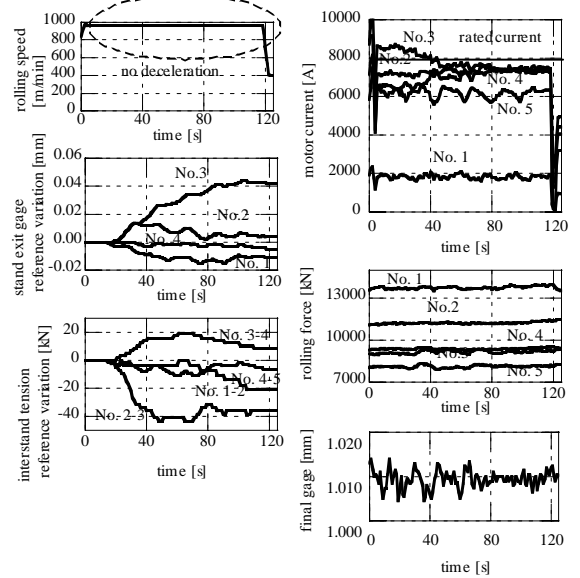 rolling speed
[m/min]
1000
800
600
400
200
0
no deceleration
0 40 80 120
time [s]
stand exit gage
reference variation [mm]
0.06
0.04
0.02
0.00
-0.02
No.3
No.2
No. 4
No. 1
0 40 80 120
time [s]
interstand tension
reference variation [kN]
20
0
-20
-40
No. 3-4
No. 4-5
No. 1-2
No. 2-3
0 40 80 120
time [s]
motor current [A]
10000
8000
6000
4000
2000
0
No.3
rated current
No.2
No. 4
No. 5
No. 1
0 40 80 120
time [s]
rolling force [kN]
13000
10000
7000
No. 1
No.2
No. 4
No. 5
0 40 80 120
time [s]
final gage [mm]
1.020
1.010
1.000
0 40 80 120
time [s]